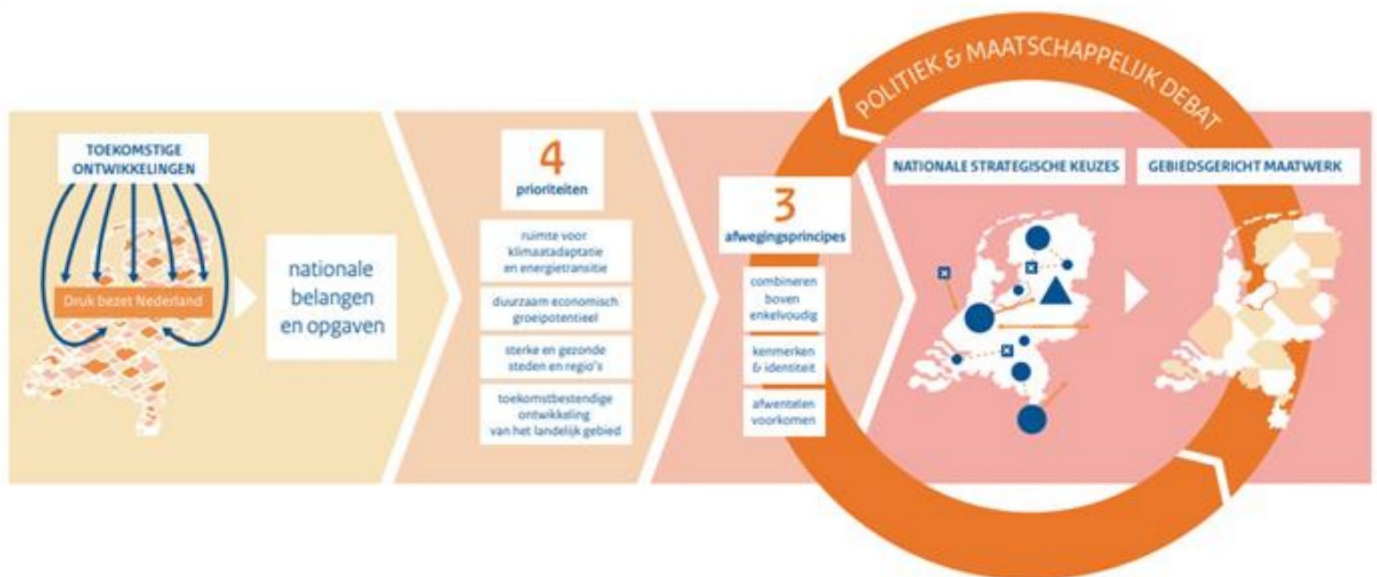 POLITIEK & MAATSCHAPPELIJK DEBAT
TOEKOMSTIGE
ONTWIKKELINGEN
Druk bezet Nederland
nationale
belangen
en opgaven
4
prioriteiten
ruimte voor
klimaatadaptatie
en energietransitie
duurzaam economisch
groeipotentieel
sterke en gezonde
steden en regio's
toekomstbestendige
ontwikkeling
van het landelijk gebied
3
afwegingsprincipes
combineren
boven
enkelvoudig
kenmerken
& identiteit
afwentelen
voorkomen
NATIONALE STRATEGISCHE KEUZES
GEBIEDSGERICHT MAATWERK